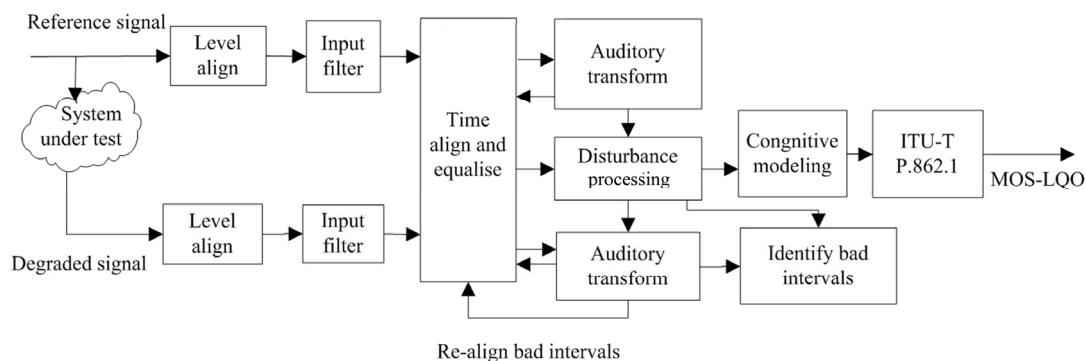 Reference signal
Level
align
Input
filter
Auditory
transform
System
under test
Time
align and
equalise
Disturbance
processing
Congnitive
modeling
ITU-T
P.862.1
MOS-LQO
Level
align
Input
filter
Degraded signal
Auditory
transform
Identify bad
intervals
Re-align bad intervals